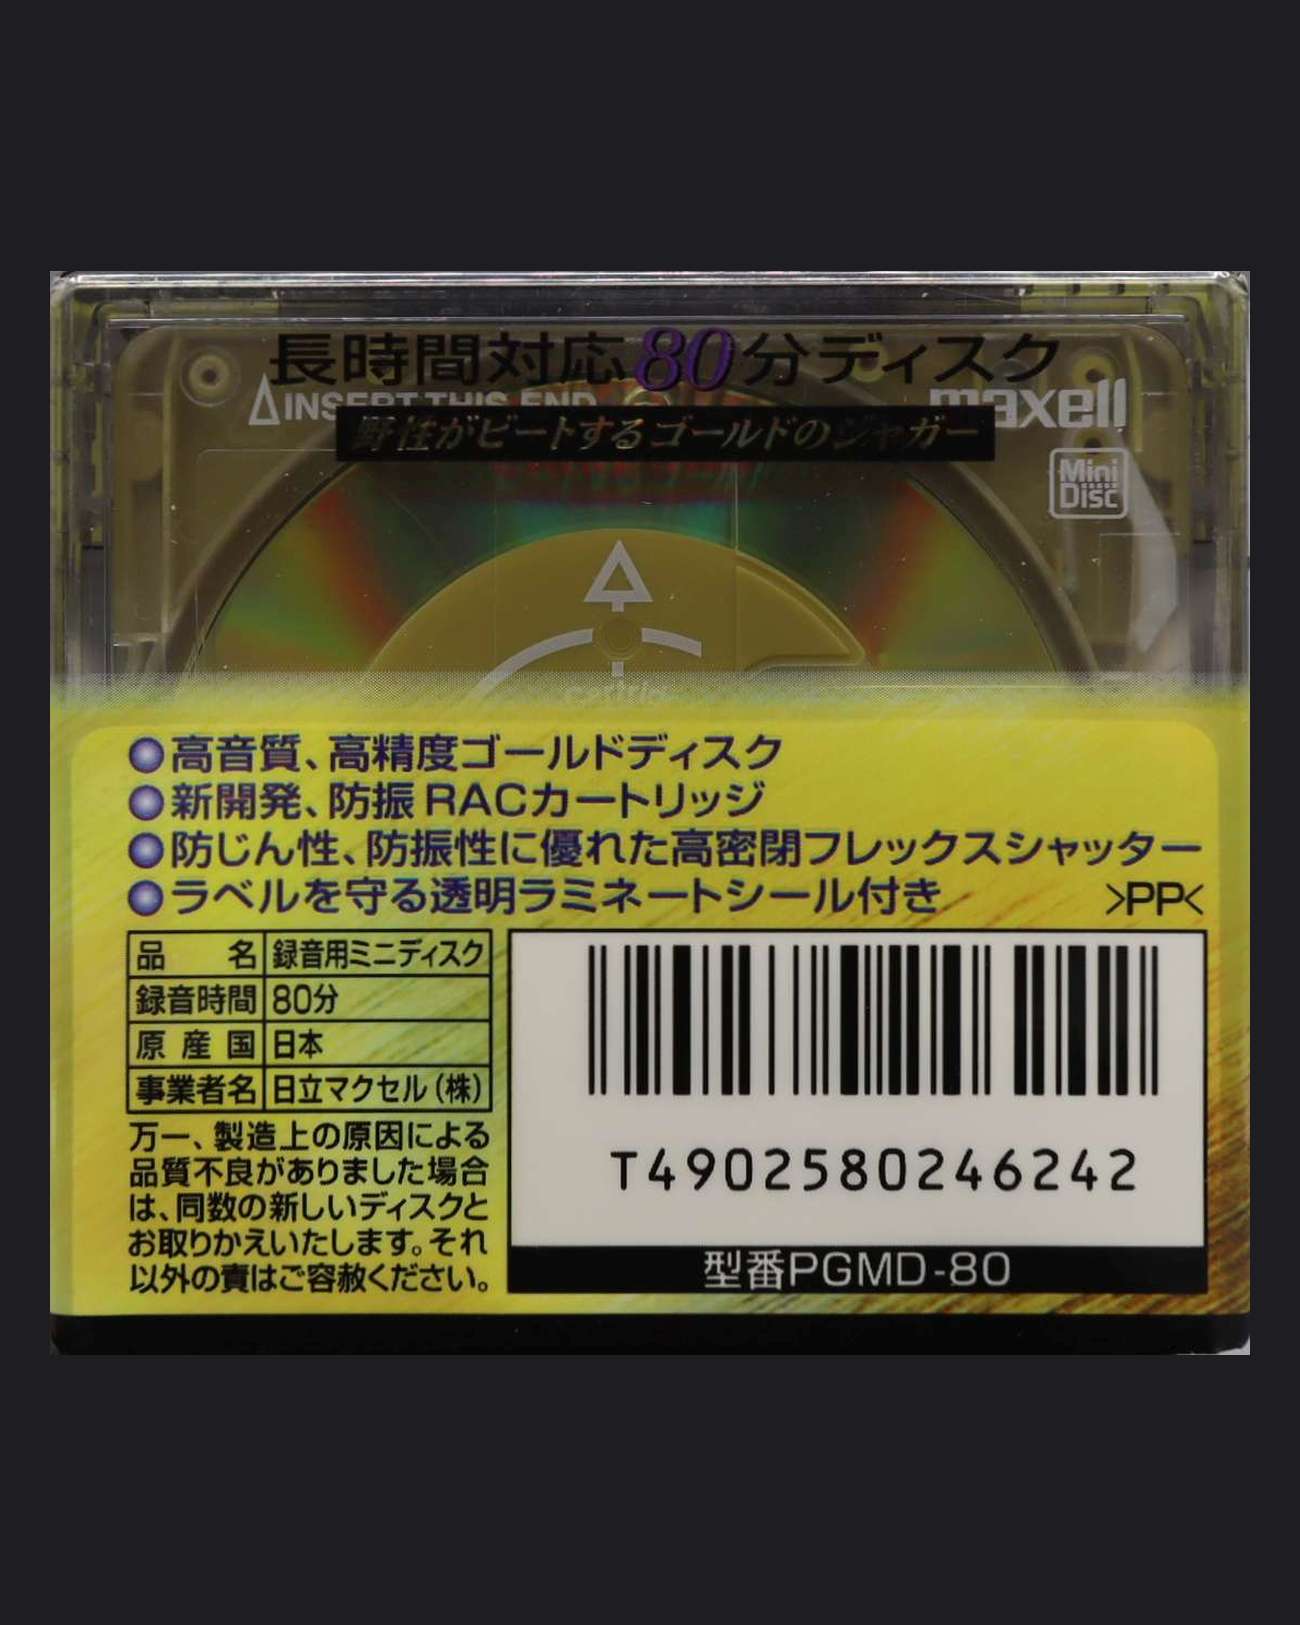 長時間対応80分ディスク
△INSERT THIS END
maxell
野性がビートするゴールドのジャガー
Mini
Disc
●高音質、高精度ゴールドディスク
●新開発、防振RACカートリッジ
●防じん性、防振性に優れた高密閉フレックスシャッター
●ラベルを守る透明ラミネートシール付き
>PP<
品名 録音用ミニディスク
録音時間 80分
原産国 日本
事業者名 日立マクセル(株)
万一、製造上の原因による
品質不良がありました場合
は、同数の新しいディスクと
お取りかえいたします。それ
以外の責はご容赦ください。
T4902580246242
型番PGMD-80